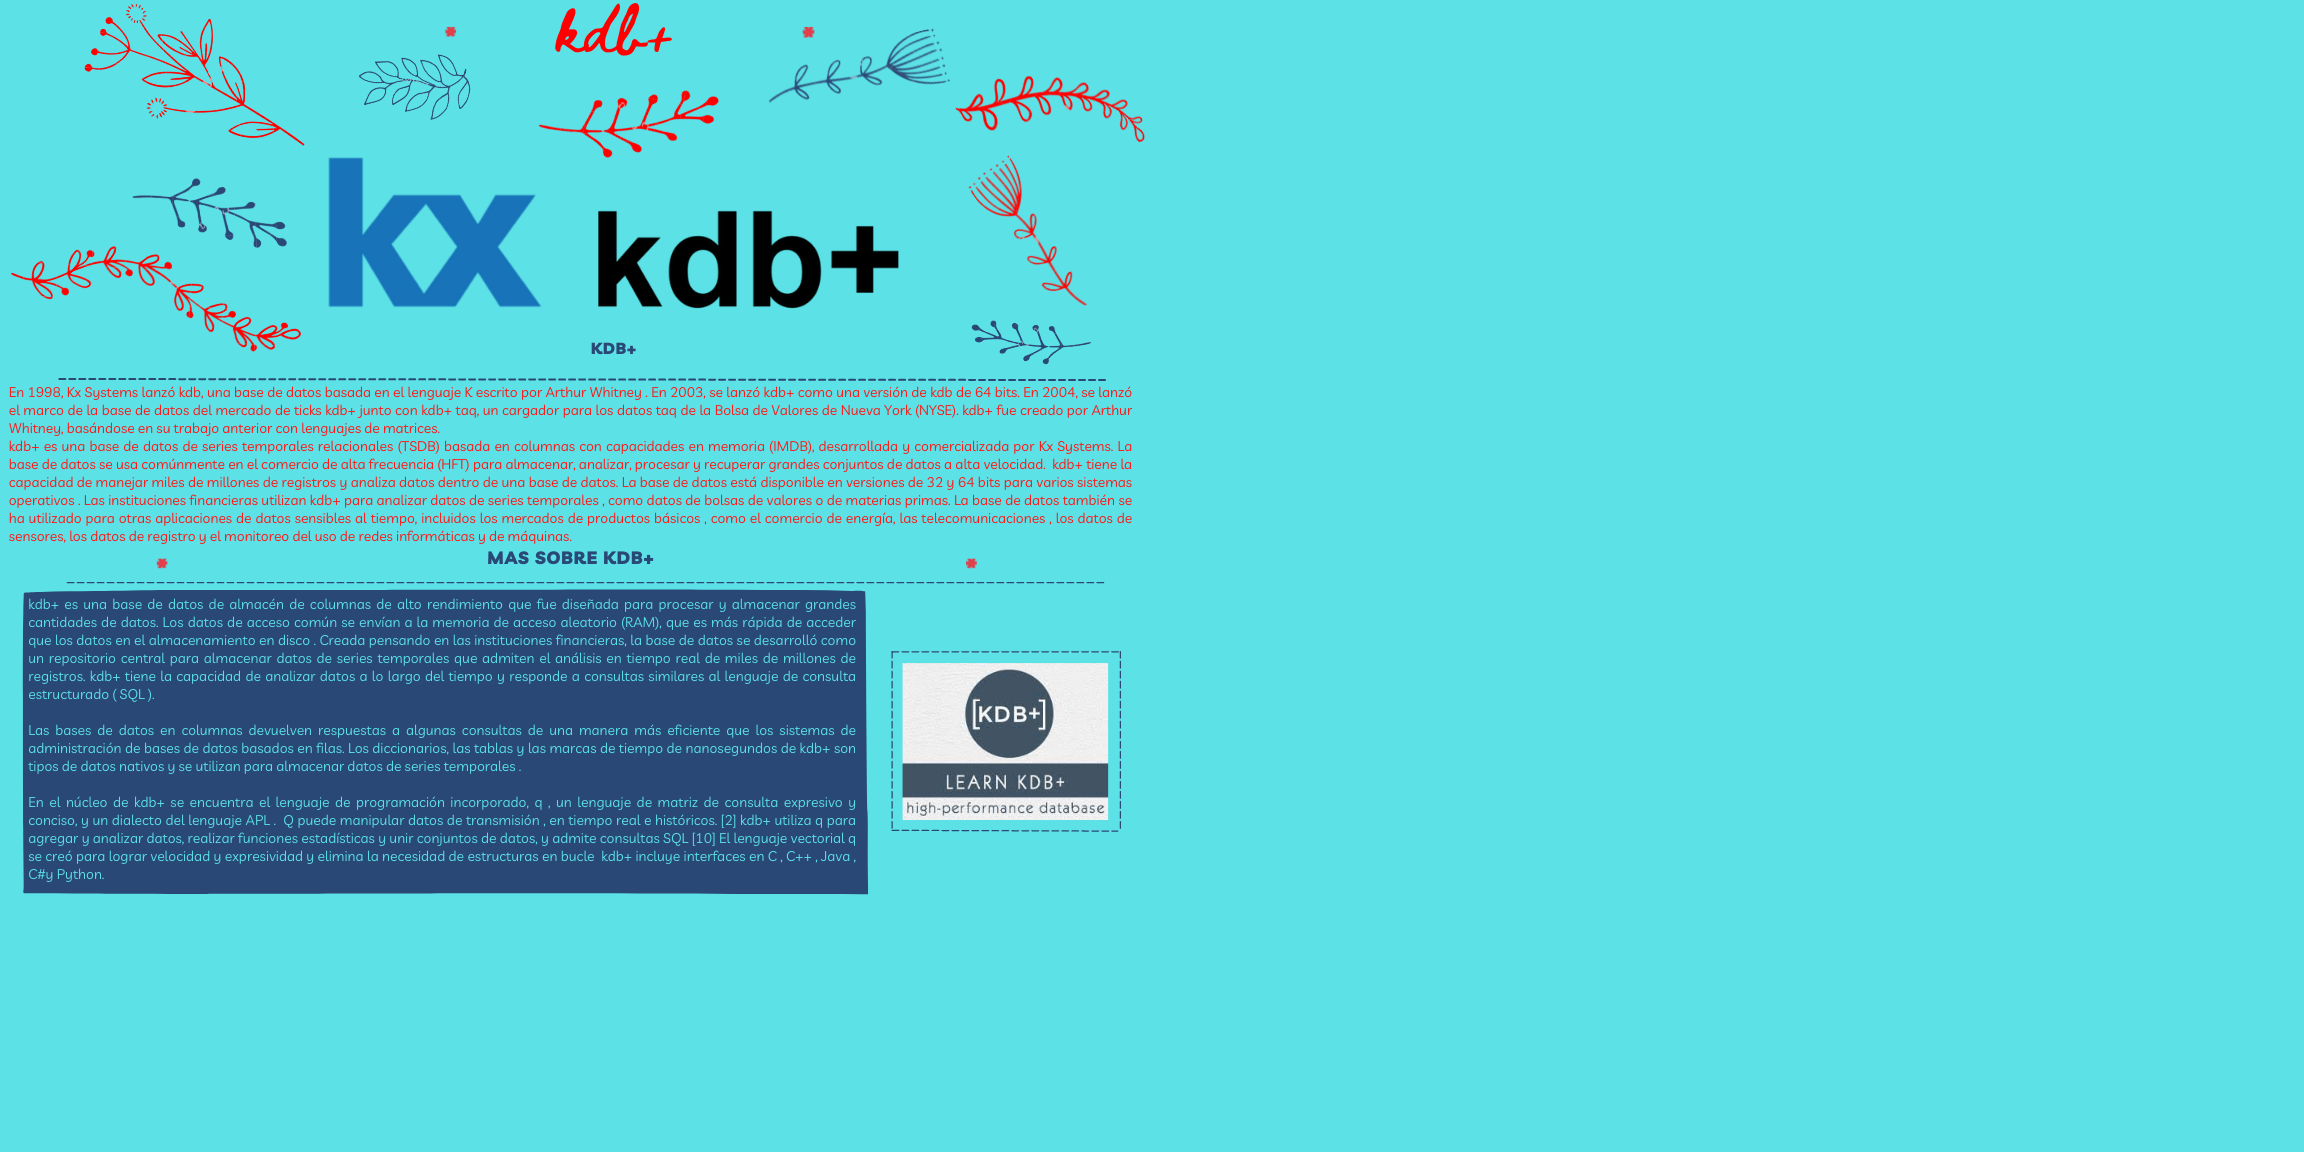 kdb+
kx kdb+
KDB+
En 1998, Kx Systems lanzó kdb, una base de datos basada en el lenguaje K escrito por Arthur Whitney . En 2003, se lanzó kdb+ como una versión de kdb de 64 bits. En 2004, se lanzó
el marco de la base de datos del mercado de ticks kdb+ junto con kdb+ taq, un cargador para los datos taq de la Bolsa de Valores de Nueva York (NYSE). kdb+ fue creado por Arthur
Whitney, basándose en su trabajo anterior con lenguajes de matrices.
kdb+ es una base de datos de series temporales relacionales (TSDB) basada en columnas con capacidades en memoria (IMDB), desarrollada y comercializada por Kx Systems. La
base de datos se usa comúnmente en el comercio de alta frecuencia (HFT) para almacenar, analizar, procesar y recuperar grandes conjuntos de datos a alta velocidad. kdb+ tiene la
capacidad de manejar miles de millones de registros y analiza datos dentro de una base de datos. La base de datos está disponible en versiones de 32 y 64 bits para varios sistemas
operativos . Las instituciones financieras utilizan kdb+ para analizar datos de series temporales , como datos de bolsas de valores o de materias primas. La base de datos también se
ha utilizado para otras aplicaciones de datos sensibles al tiempo, incluidos los mercados de productos básicos , como el comercio de energía, las telecomunicaciones , los datos de
sensores, los datos de registro y el monitoreo del uso de redes informáticas y de máquinas.
MAS SOBRE KDB+
kdb+ es una base de datos de almacén de columnas de alto rendimiento que fue diseñada para procesar y almacenar grandes
cantidades de datos. Los datos de acceso común se envían a la memoria de acceso aleatorio (RAM), que es más rápida de acceder
que los datos en el almacenamiento en disco . Creada pensando en las instituciones financieras, la base de datos se desarrolló como
un repositorio central para almacenar datos de series temporales que admiten el análisis en tiempo real de miles de millones de
registros. kdb+ tiene la capacidad de analizar datos a lo largo del tiempo y responde a consultas similares al lenguaje de consulta
estructurado ( SQL ).
Las bases de datos en columnas devuelven respuestas a algunas consultas de una manera más eficiente que los sistemas de
administración de bases de datos basados en filas. Los diccionarios, las tablas y las marcas de tiempo de nanosegundos de kdb+ son
tipos de datos nativos y se utilizan para almacenar datos de series temporales .
En el núcleo de kdb+ se encuentra el lenguaje de programación incorporado, q , un lenguaje de matriz de consulta expresivo y
conciso, y un dialecto del lenguaje APL . Q puede manipular datos de transmisión , en tiempo real e históricos. [2] kdb+ utiliza q para
agregar y analizar datos, realizar funciones estadísticas y unir conjuntos de datos, y admite consultas SQL [10] El lenguaje vectorial q
se creó para lograr velocidad y expresividad y elimina la necesidad de estructuras en bucle kdb+ incluye interfaces en C , C++ , Java ,
C#y Python.
[KDB+]
LEARN KDB+
high-performance database